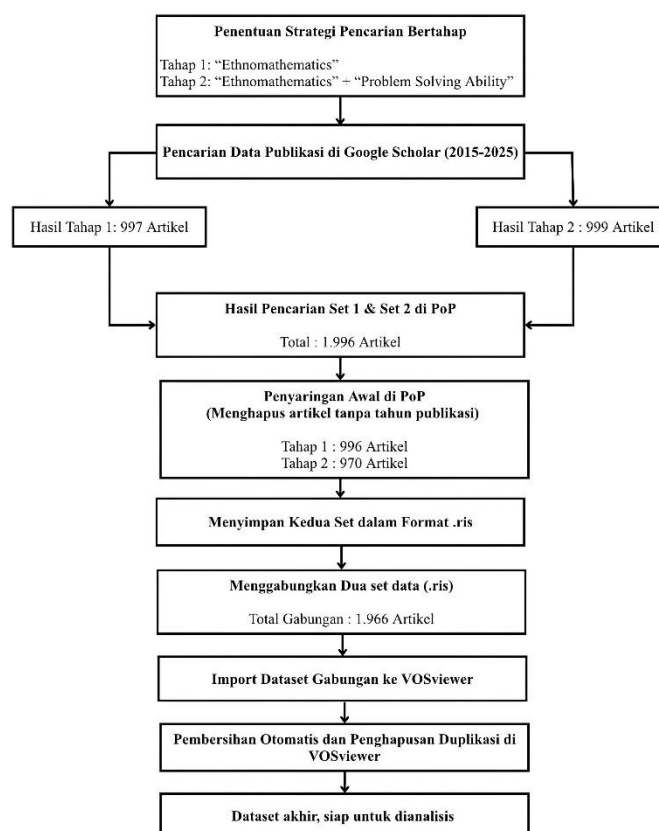 Penentuan Strategi Pencarian Bertahap
Tahap 1: “Ethnomathematics”
Tahap 2: “Ethnomathematics” + “Problem Solving Ability”
Pencarian Data Publikasi di Google Scholar (2015-2025)
Hasil Tahap 1: 997 Artikel
Hasil Tahap 2 : 999 Artikel
Hasil Pencarian Set 1 & Set 2 di PoP
Total : 1.996 Artikel
Penyaringan Awal di PoP
(Menghapus artikel tanpa tahun publikasi)
Tahap 1 : 996 Artikel
Tahap 2 : 970 Artikel
Menyimpan Kedua Set dalam Format .ris
Menggabungkan Dua set data (.ris)
Total Gabungan : 1.966 Artikel
Import Dataset Gabungan ke VOSviewer
Pembersihan Otomatis dan Penghapusan Duplikasi di
VOSviewer
Dataset akhir, siap untuk dianalisis